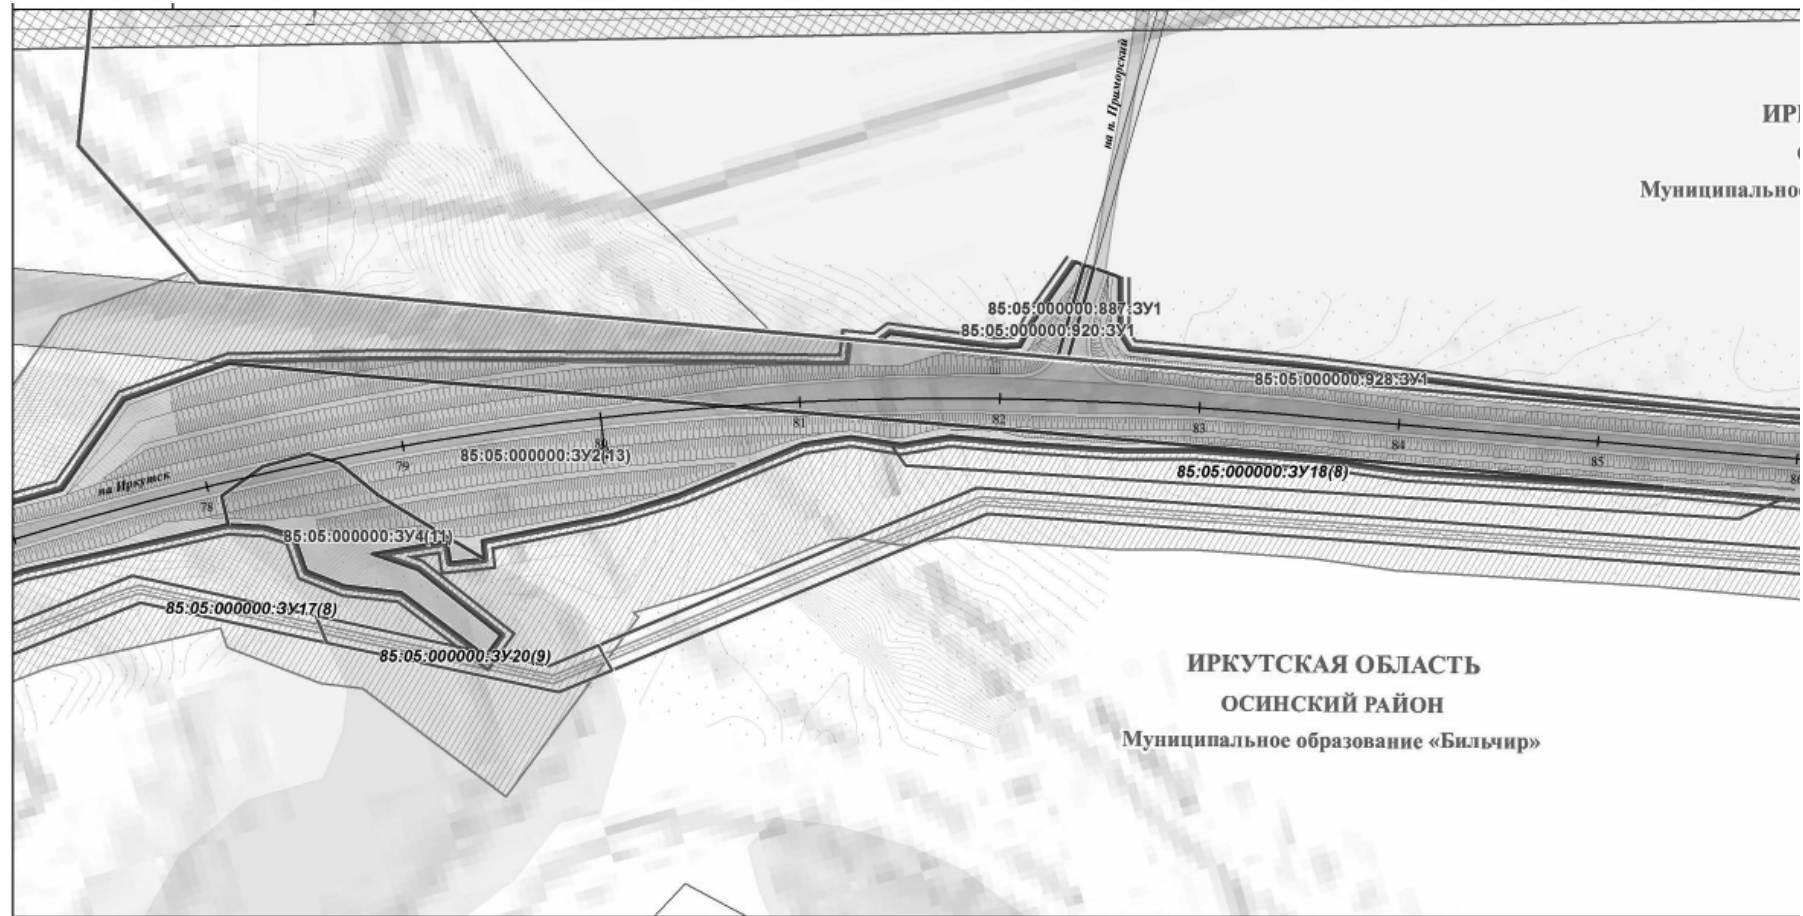 на п. Приморский
ИР
Муниципальное
85:05:000000:887:ЗУ1
85:05:000000:920:ЗУ1
85:05:000000:928:ЗУ1
81
82
83
84
85
86
80
79
78
85:05:000000:ЗУ2(13)
85:05:000000:ЗУ18(8)
на Иркутск
85:05:000000:ЗУ4(11)
85:05:000000:ЗУ17(8)
85:05:000000:ЗУ20(9)
ИРКУТСКАЯ ОБЛАСТЬ
ОСИНСКИЙ РАЙОН
Муниципальное образование «Бильчир»